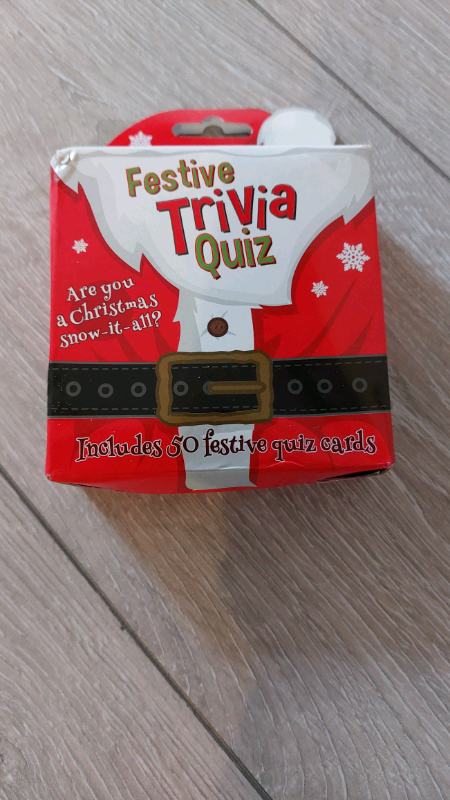 Festive
Trivia
Quiz
Are you
a Christmas
snow-it-all?
Includes 50 festive quiz cards